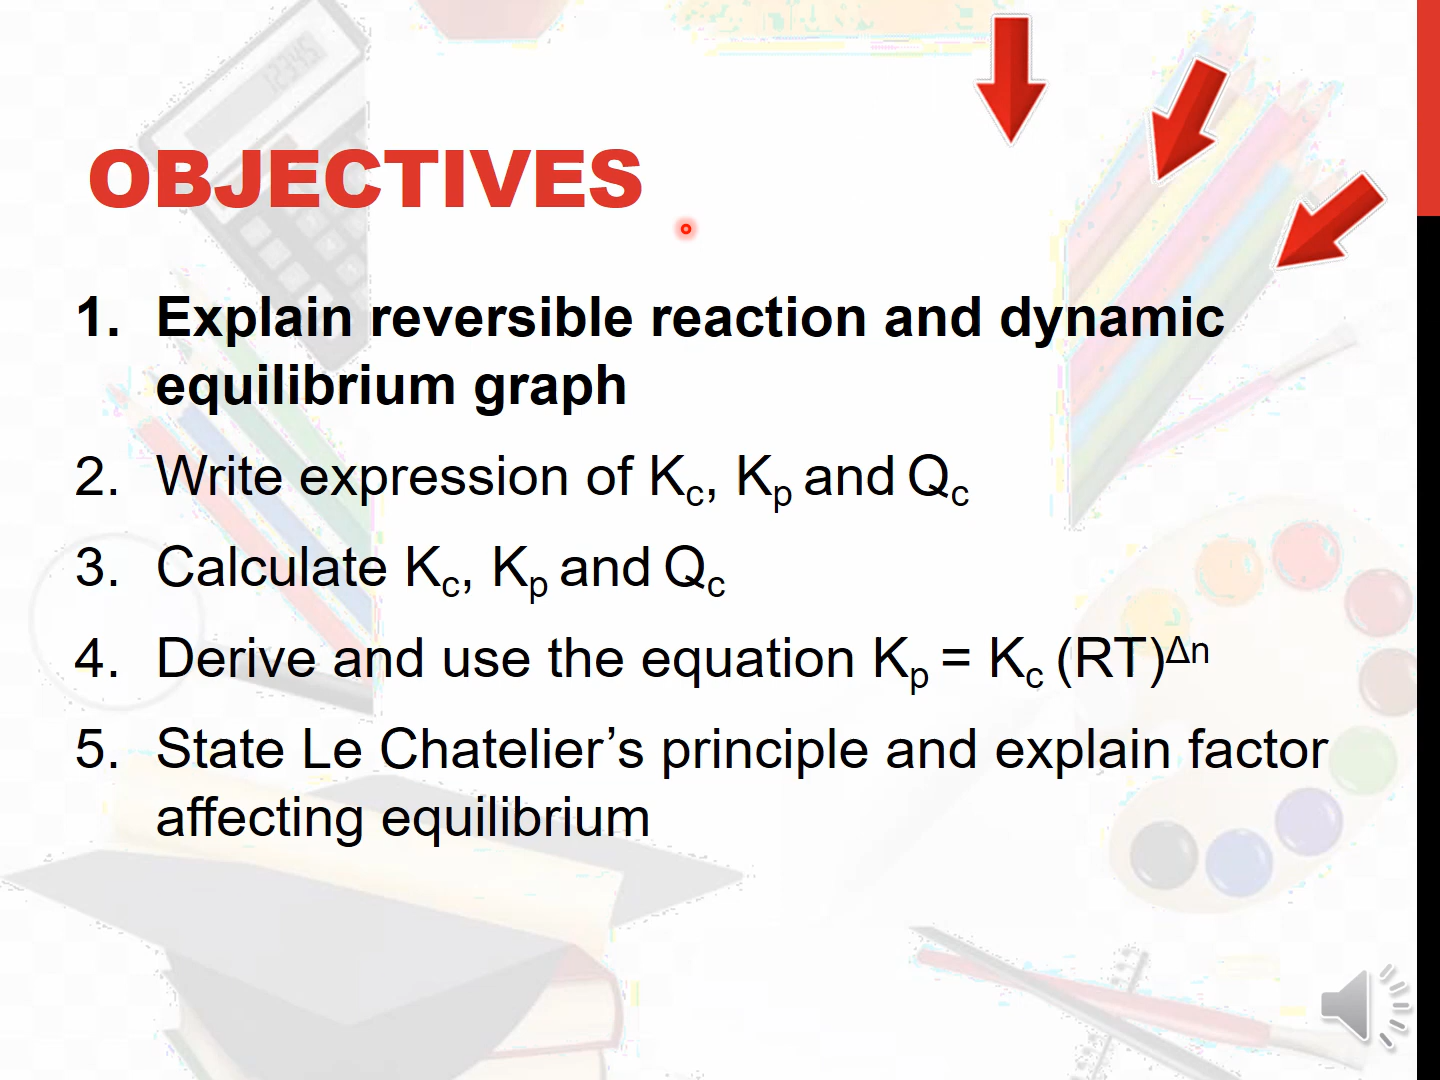 OBJECTIVES
1. Explain reversible reaction and dynamic
equilibrium graph
2. Write expression of Kc, Kp and Qc
3. Calculate Kc, Kp and Qc
4. Derive and use the equation Kp = Kc (RT)Δn
5. State Le Chatelier’s principle and explain factor
affecting equilibrium